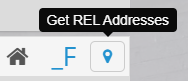 Get REL Addresses
_F